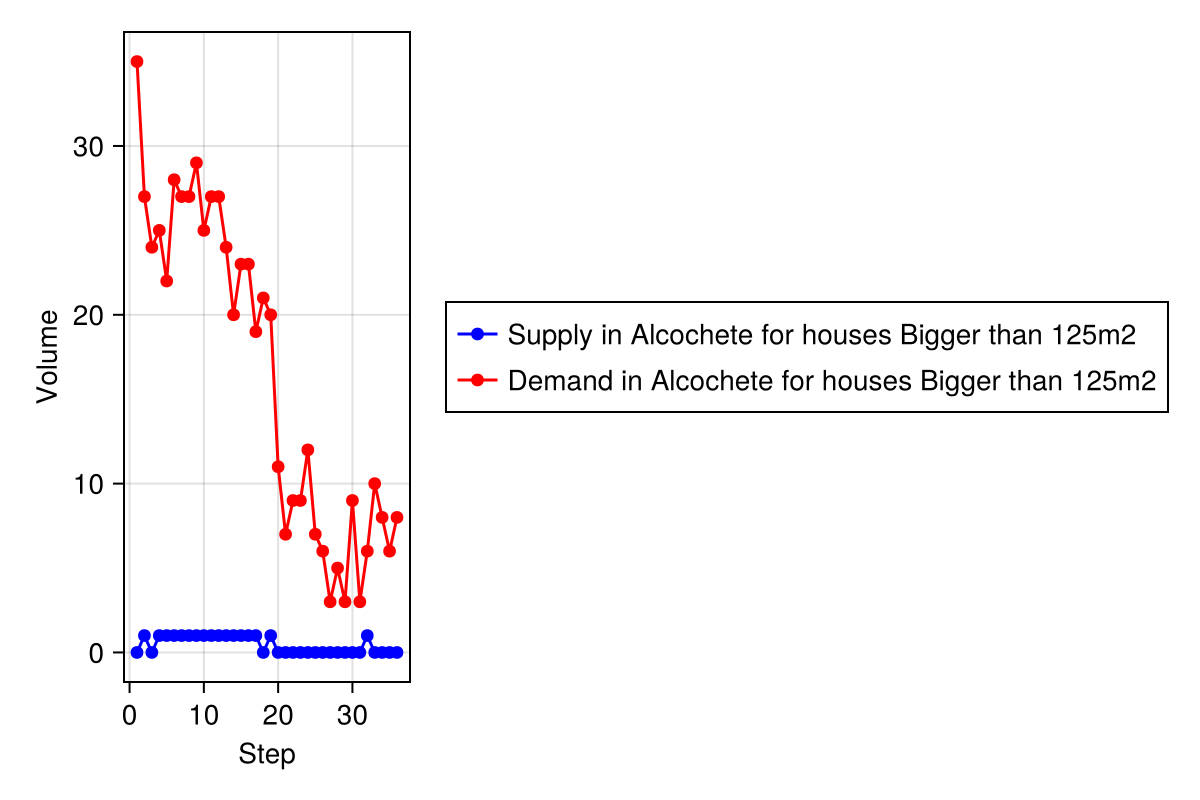 Volume
30
20
10
0
0 10 20 30
Step
Supply in Alcochete for houses Bigger than 125m2
Demand in Alcochete for houses Bigger than 125m2